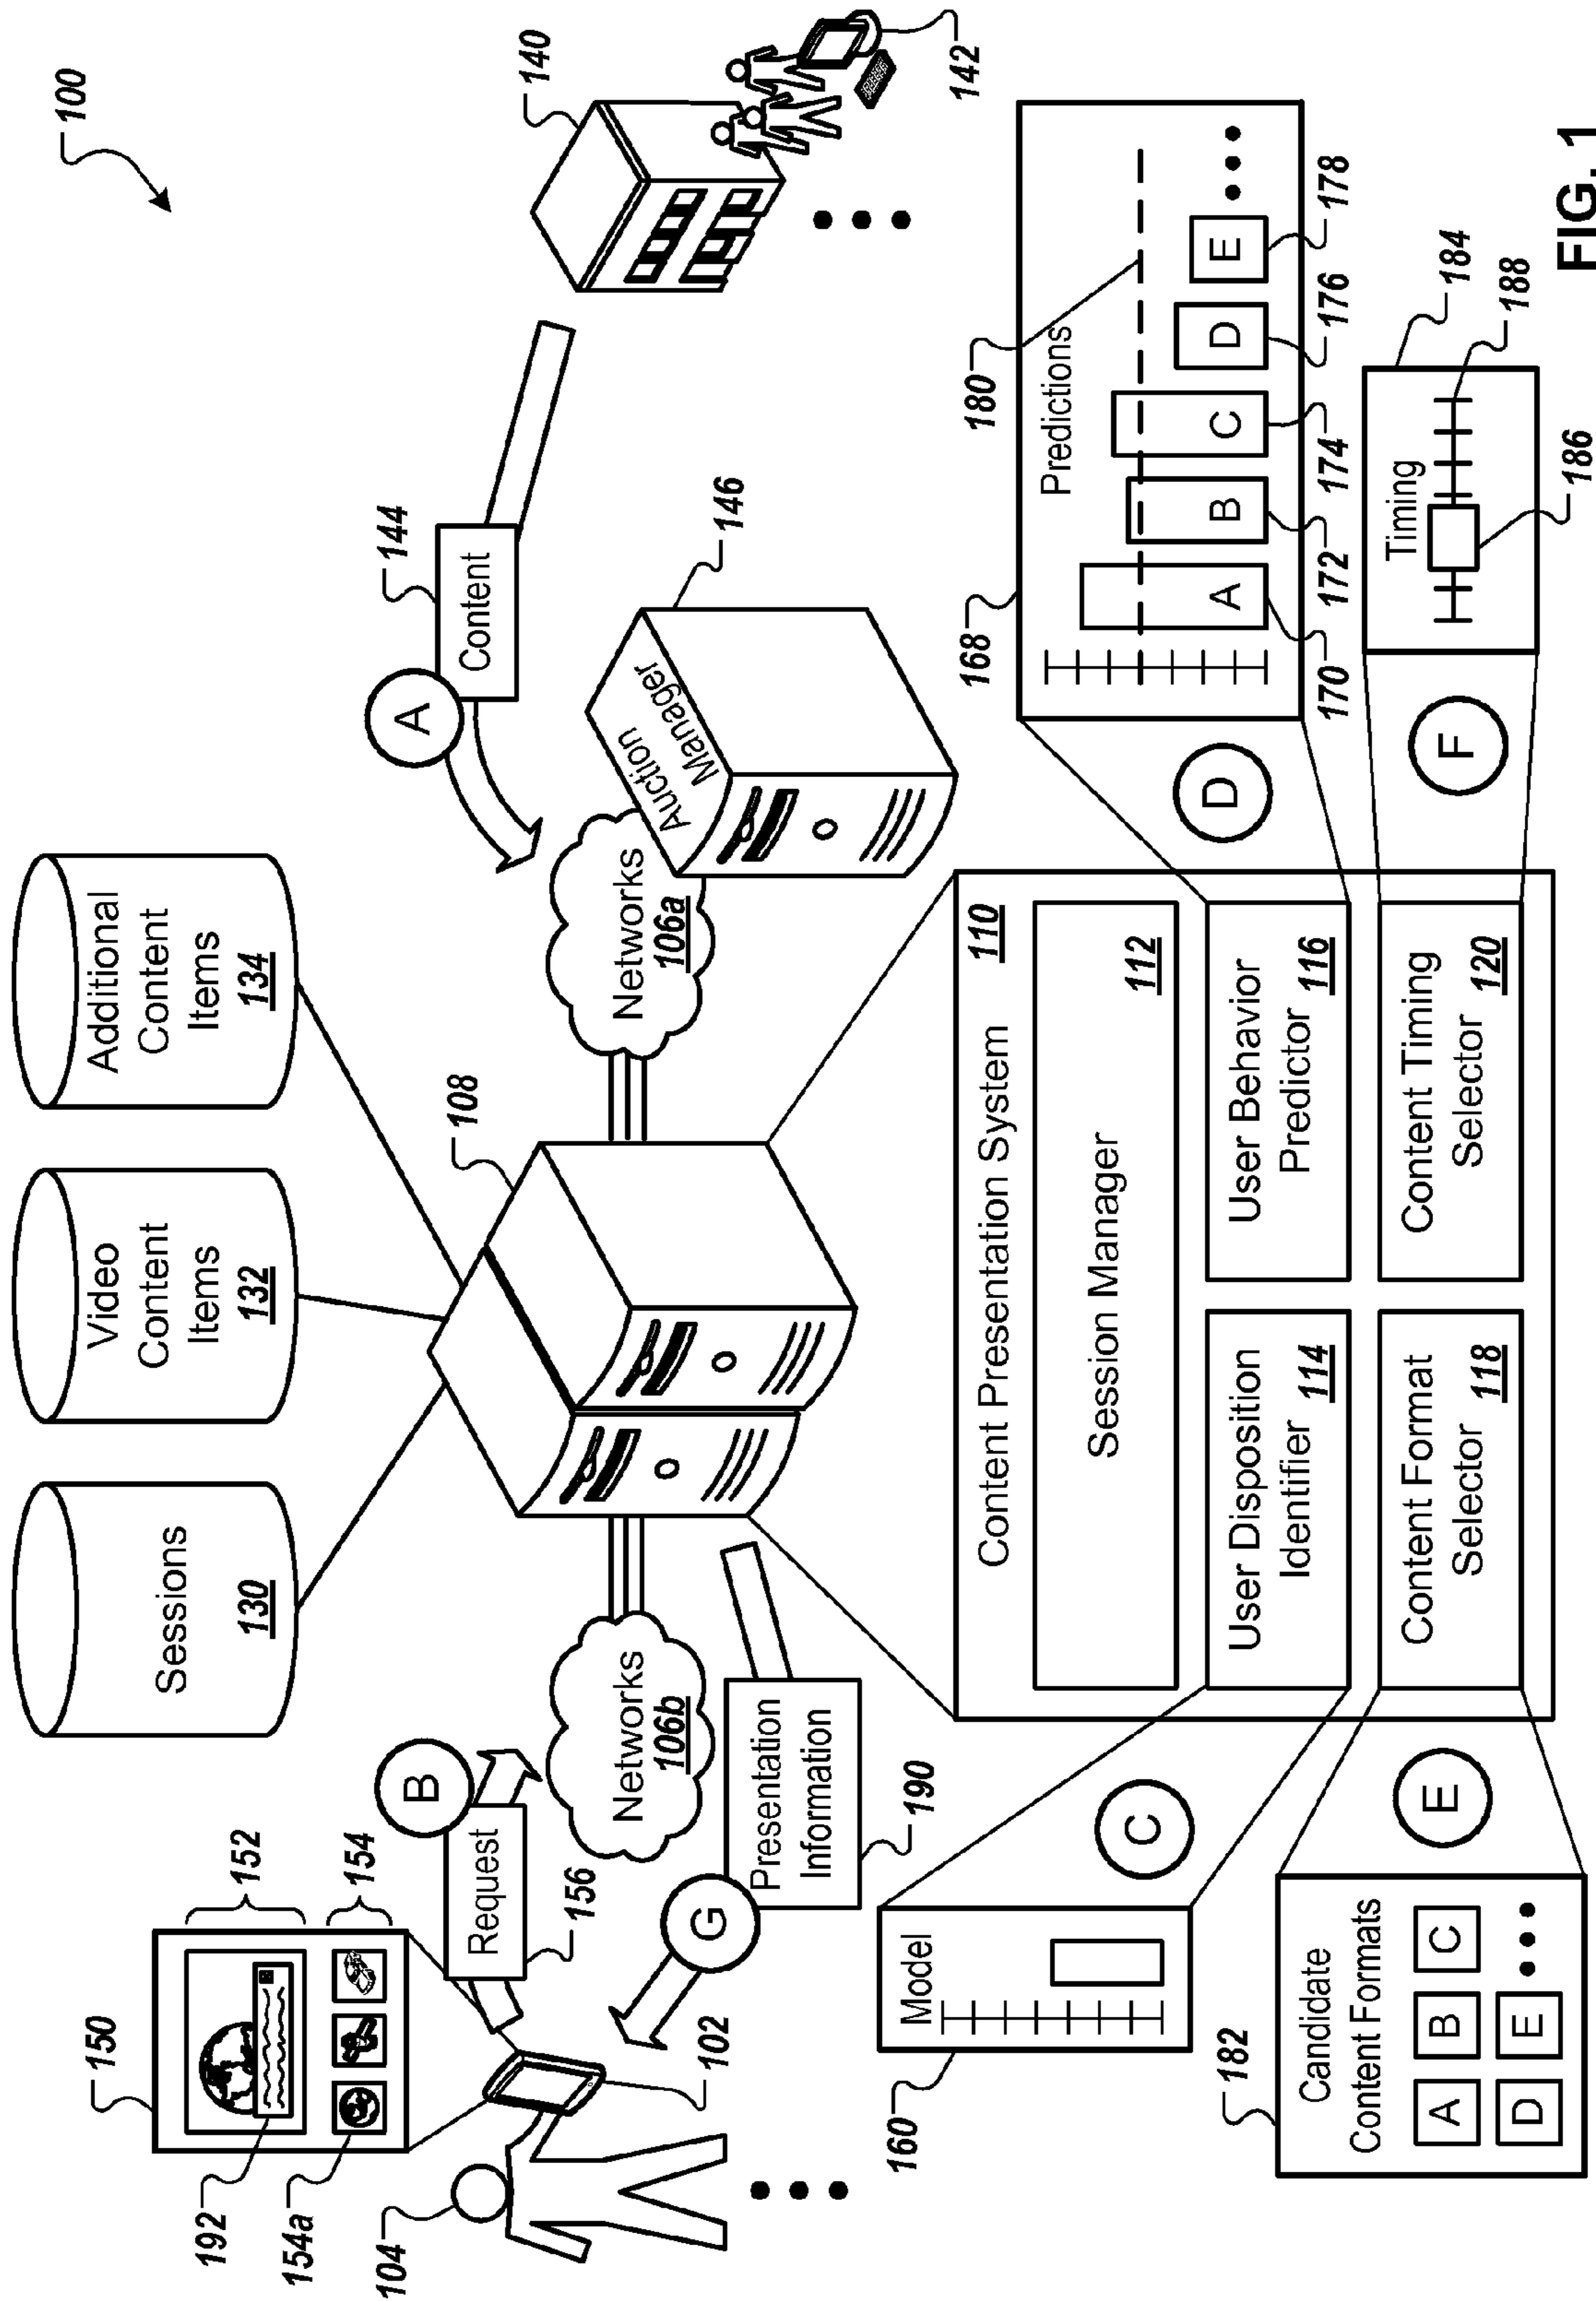 100
Sessions
130
Video
Content
Items
132
Additional
Content
Items
134
150
152
154
192
154a
104
102
B
Request
156
Networks
106b
G
Presentation
Information
190
108
Networks
106a
A
144
Content
Auction
Manager
146
140
142
Content Presentation System
110
Session Manager
112
User Disposition
Identifier
114
User Behavior
Predictor
116
Content Format
Selector
118
Content Timing
Selector
120
Model
160
C
182
Candidate
Content Formats
A
B
C
D
E
E
168
Predictions
180
A
B
C
D
E
170
172
174
176
178
D
F
Timing
184
186
188
FIG. 1